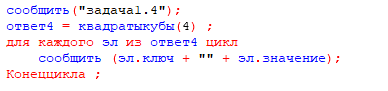 сообщить("задача1.4");
ответ4 = квадратыкубы(4) ;
для каждого эл из ответ4 цикл
сообщить (эл.ключ + "" + эл.значение);
Конеццикла ;